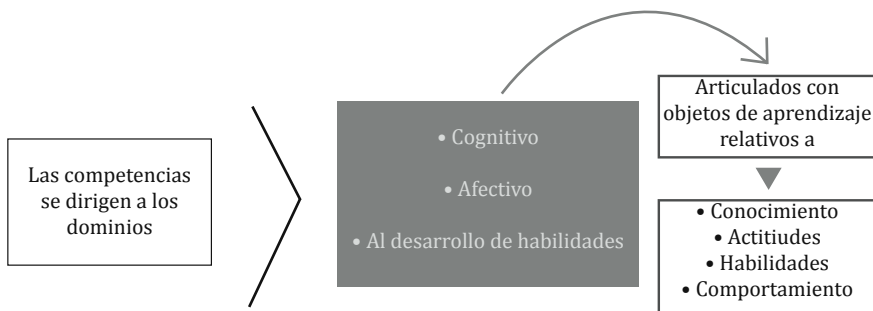 Las competencias
se dirigen a los
dominios
• Cognitivo
• Afectivo
• Al desarrollo de habilidades
Articulados con
objetos de aprendizaje
relativos a
• Conocimiento
• Actitiudes
• Habilidades
• Comportamiento